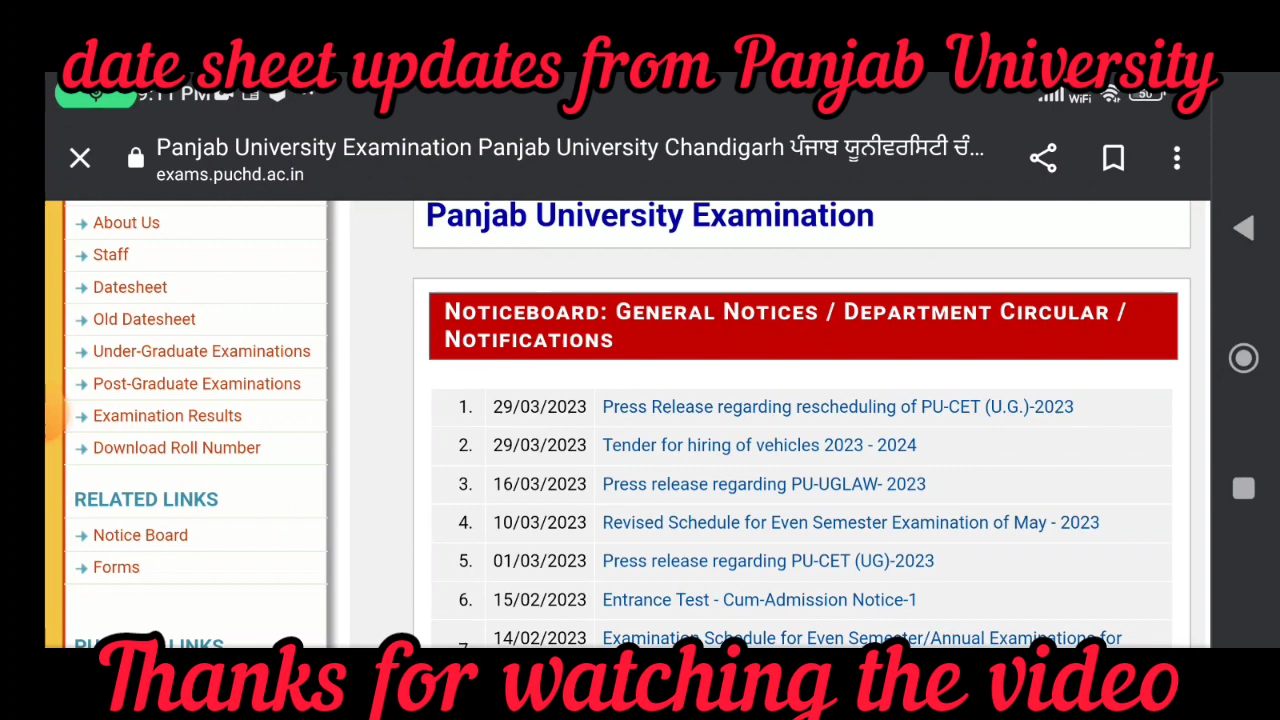 date sheet updates from Panjab University
9:11 PM
WiFi
50
Panjab University Examination Panjab University Chandigarh ਪੰਜਾਬ ਯੂਨੀਵਰਸਿਟੀ ਚੰ...
exams.puchd.ac.in
About Us
Staff
Datesheet
Old Datesheet
Under-Graduate Examinations
Post-Graduate Examinations
Examination Results
Download Roll Number
RELATED LINKS
Notice Board
Forms
LINKS
Panjab University Examination
NOTICEBOARD: GENERAL NOTICES / DEPARTMENT CIRCULAR /
NOTIFICATIONS
1. 29/03/2023 Press Release regarding rescheduling of PU-CET (U.G.)-2023
2. 29/03/2023 Tender for hiring of vehicles 2023 - 2024
3. 16/03/2023 Press release regarding PU-UGLAW- 2023
4. 10/03/2023 Revised Schedule for Even Semester Examination of May - 2023
5. 01/03/2023 Press release regarding PU-CET (UG)-2023
6. 15/02/2023 Entrance Test - Cum-Admission Notice-1
14/02/2023 Examination Schedule for Even Semester/Annual Examinations for
Thanks for watching the video